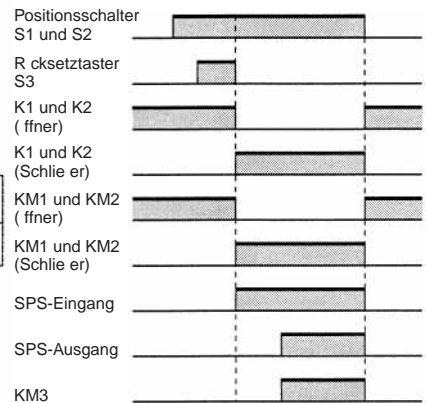 Positionsschalter
S1 und S2
R cksetztaster
S3
K1 und K2
( ffner)
K1 und K2
(Schlie er)
KM1 und KM2
( ffner)
KM1 und KM2
(Schlie er)
SPS-Eingang
SPS-Ausgang
KM3